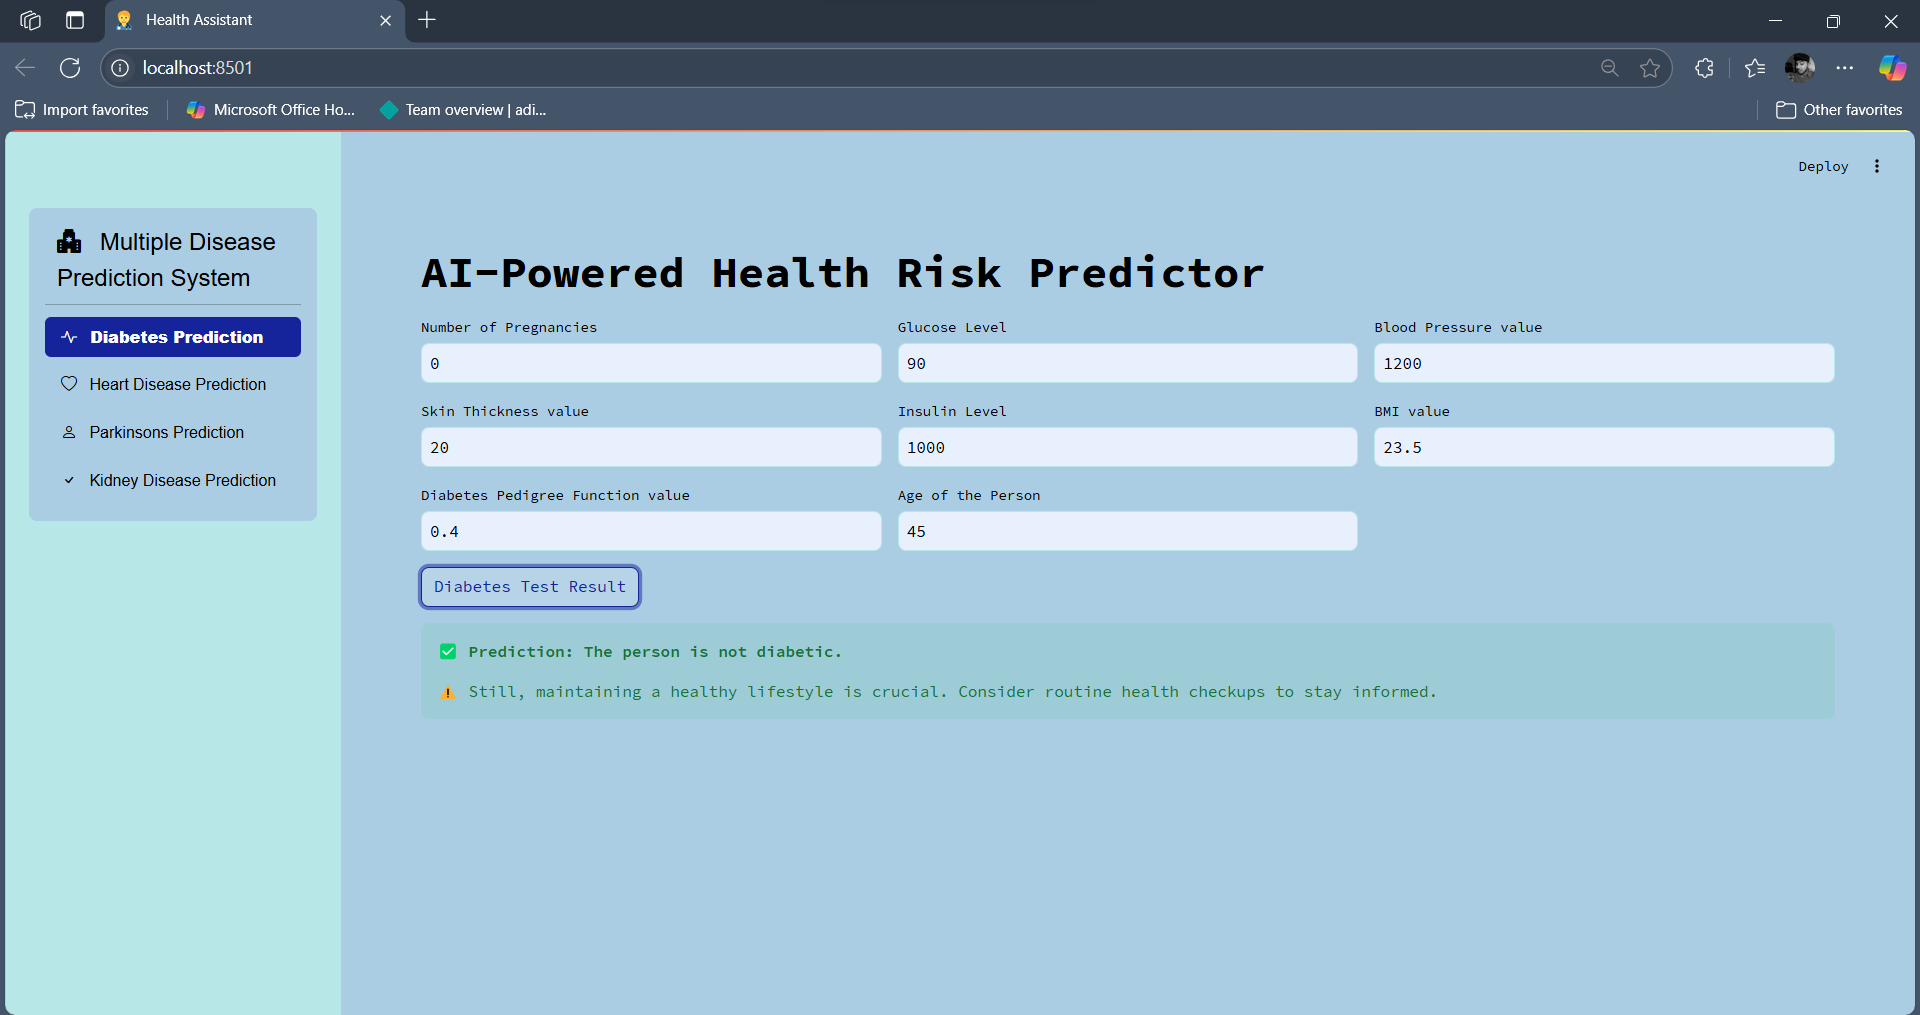 Health Assistant
localhost:8501
Import favorites
Microsoft Office Ho...
Team overview | adi...
Other favorites
Deploy
Multiple Disease
Prediction System
Diabetes Prediction
Heart Disease Prediction
Parkinsons Prediction
Kidney Disease Prediction
AI-Powered Health Risk Predictor
Number of Pregnancies
Glucose Level
Blood Pressure value
0
90
1200
Skin Thickness value
Insulin Level
BMI value
20
1000
23.5
Diabetes Pedigree Function value
Age of the Person
0.4
45
Diabetes Test Result
Prediction: The person is not diabetic.
Still, maintaining a healthy lifestyle is crucial. Consider routine health checkups to stay informed.